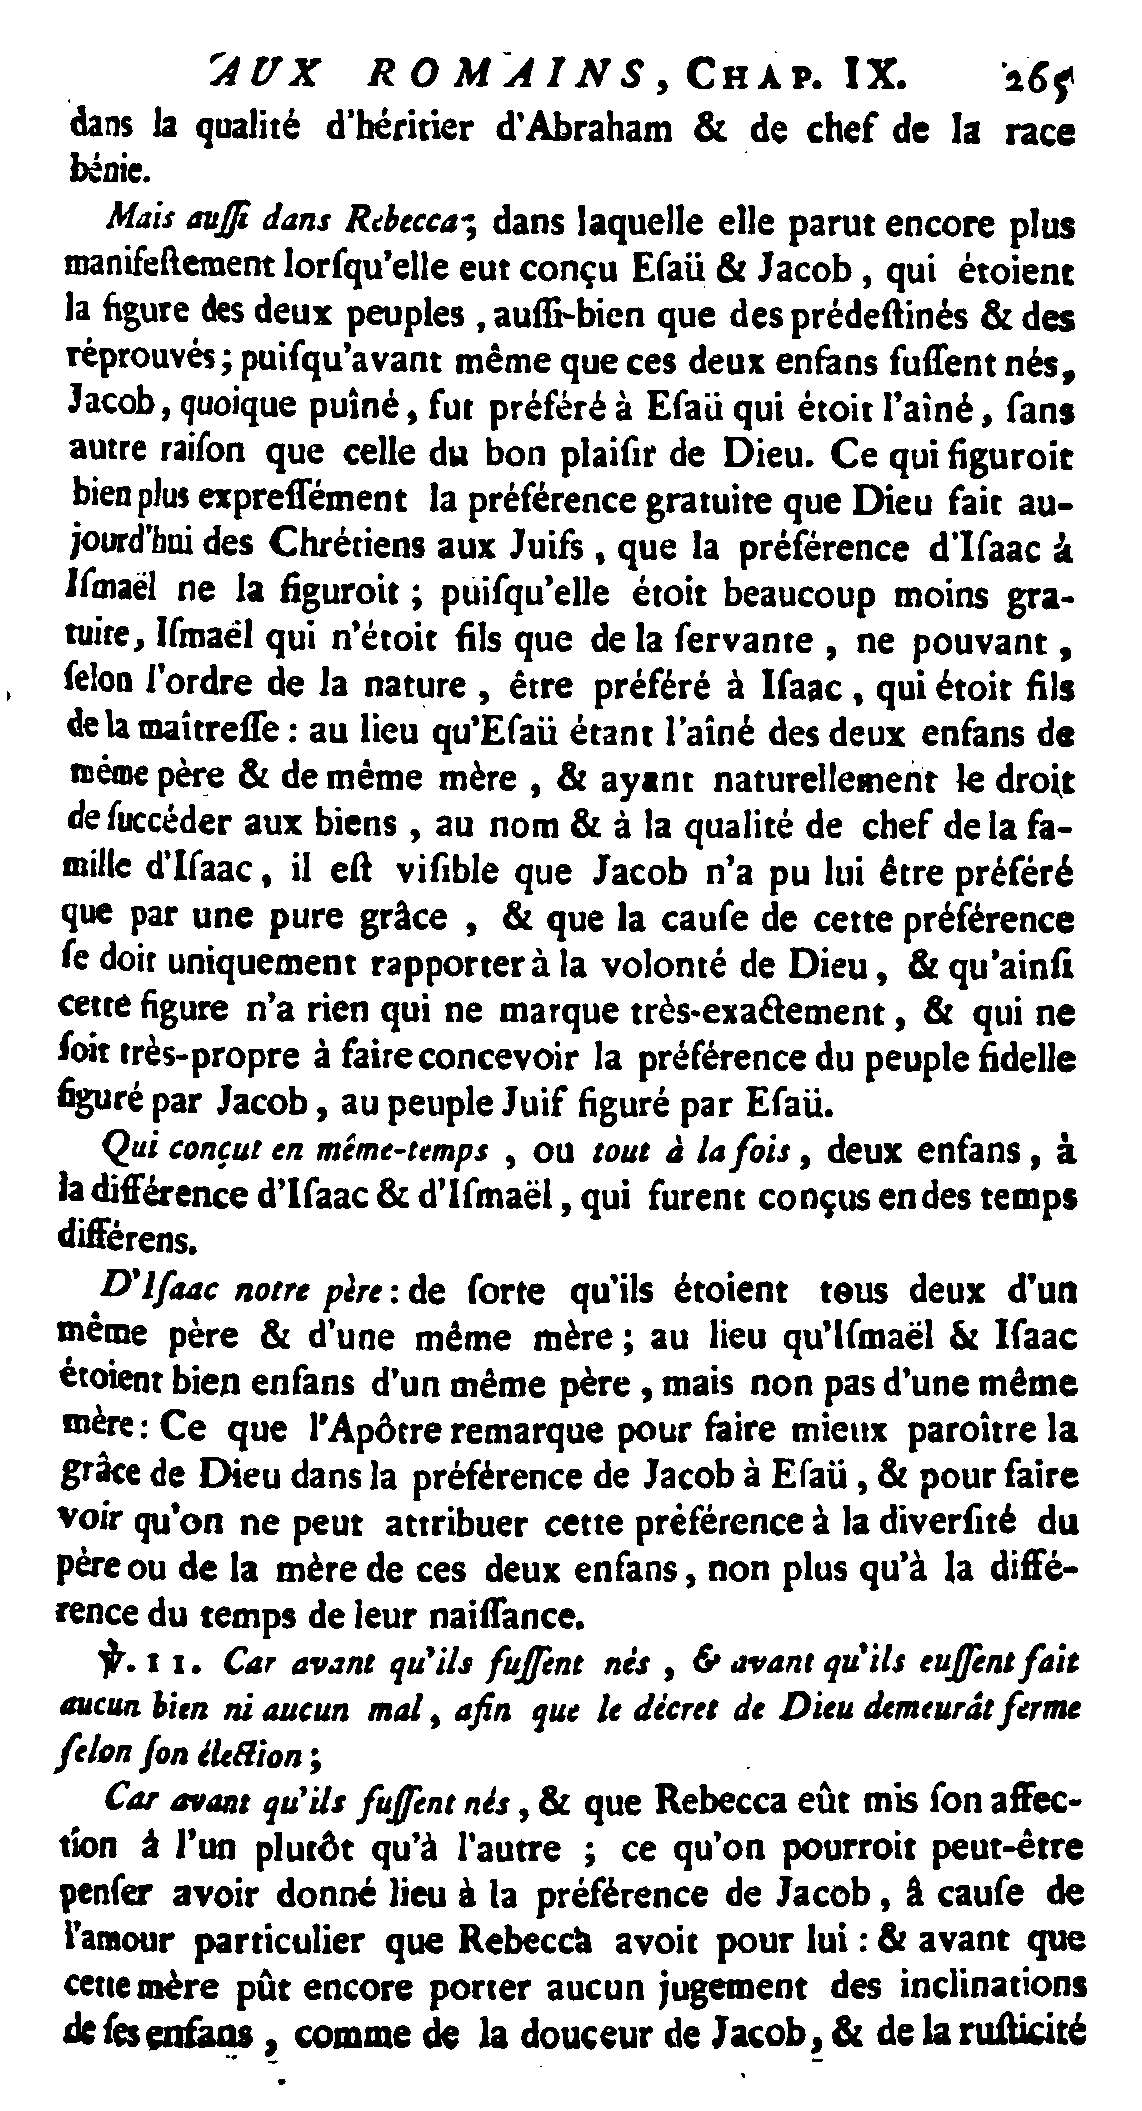 AUX ROMAINS, CHAP. IX. 265
dans la qualité d'héritier d'Abraham & de chef de la race
bénie.
Mais auſſi dans Rebecca; dans laquelle elle parut encore plus
manifeſtement lorſqu'elle eut conçu Eſaü & Jacob, qui étoient
la figure des deux peuples, auſſi-bien que des prédeſtinés & des
réprouvés; puiſqu'avant même que ces deux enfans fuſſent nés,
Jacob, quoique puîné, fut préféré à Eſaü qui étoit l'aîné, ſans
autre raiſon que celle du bon plaiſir de Dieu. Ce qui figuroit
bien plus expreſſément la préférence gratuite que Dieu fait au-
jourd'hui des Chrétiens aux Juifs, que la préférence d'Iſaac à
Iſmaël ne la figuroit; puiſqu'elle étoit beaucoup moins gra-
tuite, Iſmaël qui n'étoit fils que de la ſervante, ne pouvant,
ſelon l'ordre de la nature, être préféré à Iſaac, qui étoit fils
de la maîtreſſe: au lieu qu'Eſaü étant l'aîné des deux enfans de
même père & de même mère, & ayant naturellement le droit
de ſuccéder aux biens, au nom & à la qualité de chef de la fa-
mille d'Iſaac, il eſt viſible que Jacob n'a pu lui être préféré
que par une pure grâce, & que la cauſe de cette préférence
ſe doit uniquement rapporter à la volonté de Dieu, & qu'ainſi
cette figure n'a rien qui ne marque très-exactement, & qui ne
ſoit très-propre à faire concevoir la préférence du peuple fidelle
figuré par Jacob, au peuple Juif figuré par Eſaü.
Qui conçut en même-temps, ou tout à la fois, deux enfans, à
la différence d'Iſaac & d'Iſmaël, qui furent conçus en des temps
différens.
D'Iſaac notre père: de ſorte qu'ils étoient tous deux d'un
même père & d'une même mère; au lieu qu'Iſmaël & Iſaac
étoient bien enfans d'un même père, mais non pas d'une même
mère: Ce que l'Apôtre remarque pour faire mieux paroître la
grâce de Dieu dans la préférence de Jacob à Eſaü, & pour faire
voir qu'on ne peut attribuer cette préférence à la diverſité du
père ou de la mère de ces deux enfans, non plus qu'à la diffé-
rence du temps de leur naiſſance.
℣. 11. Car avant qu'ils fuſſent nés, & avant qu'ils euſſent fait
aucun bien ni aucun mal, afin que le décret de Dieu demeurât ferme
ſelon ſon élection;
Car avant qu'ils fuſſent nés, & que Rebecca eût mis ſon affec-
tion à l'un plutôt qu'à l'autre; ce qu'on pourroit peut-être
penſer avoir donné lieu à la préférence de Jacob, à cauſe de
l'amour particulier que Rebecca avoit pour lui: & avant que
cette mère pût encore porter aucun jugement des inclinations
de ſes enfans, comme de la douceur de Jacob, & de la ruſticité